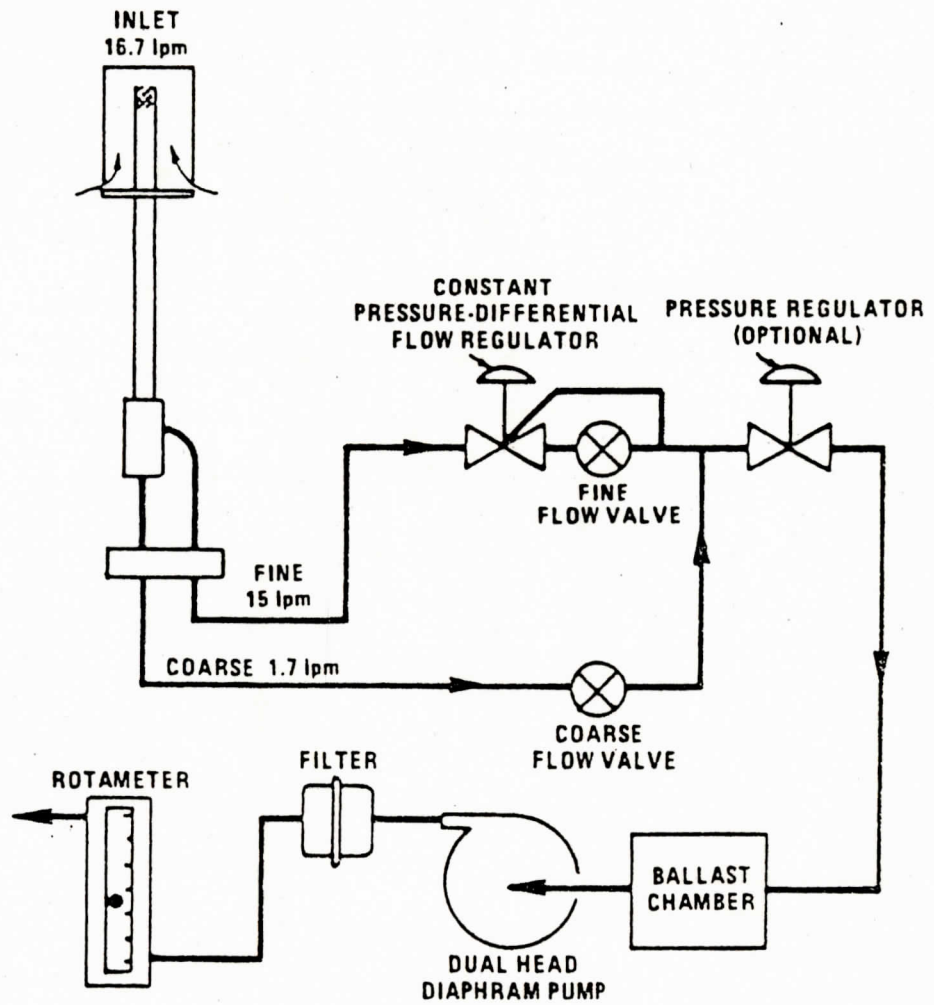 INLET
16.7 lpm
CONSTANT
PRESSURE-DIFFERENTIAL
FLOW REGULATOR
PRESSURE REGULATOR
(OPTIONAL)
FINE
FLOW VALVE
FINE
15 lpm
COARSE 1.7 lpm
COARSE
FLOW VALVE
ROTAMETER
FILTER
BALLAST
CHAMBER
DUAL HEAD
DIAPHRAM PUMP